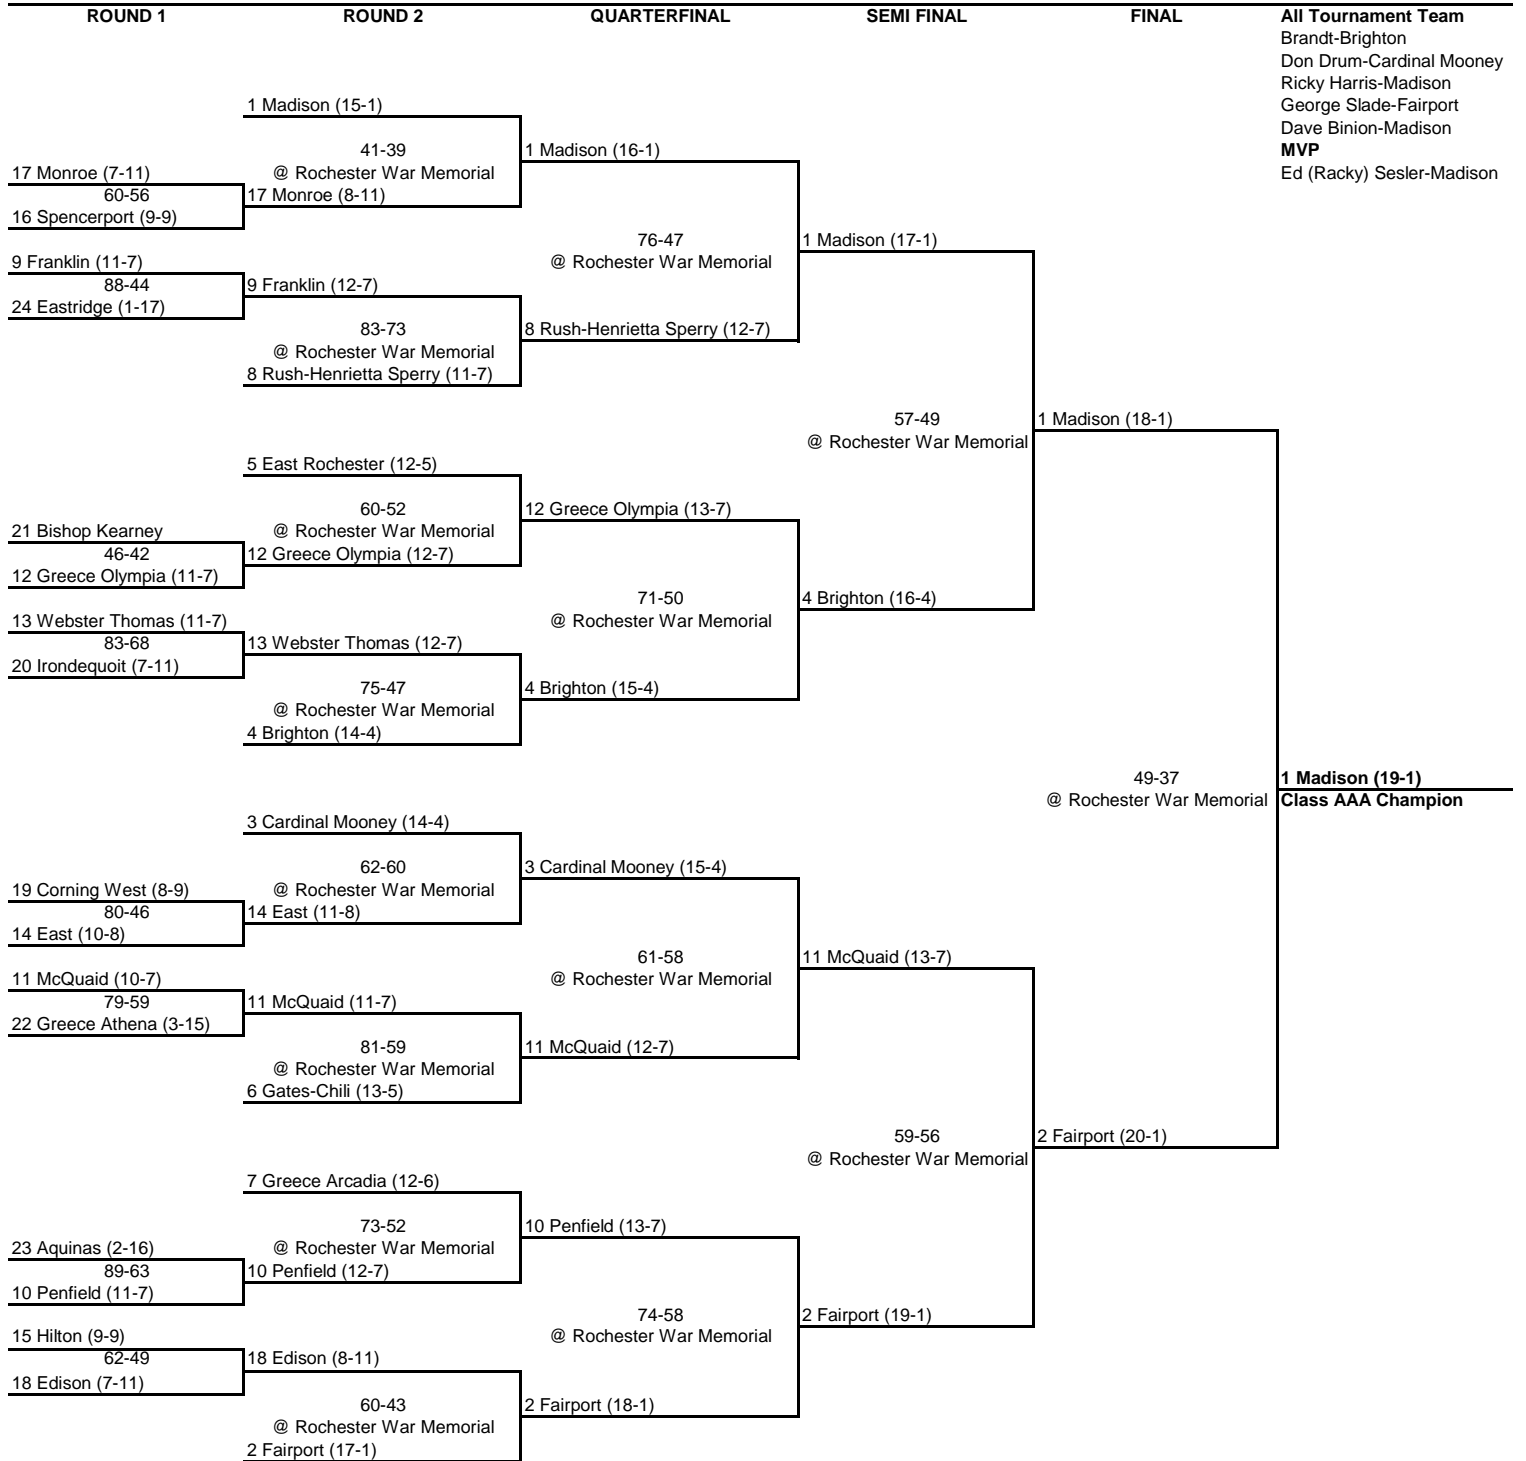 ROUND 1 ROUND 2 QUARTERFINAL SEMI FINAL FINAL All Tournament Team
Brandt-Brighton
Don Drum-Cardinal Mooney
Ricky Harris-Madison
1 Madison (15-1) George Slade-Fairport
Dave Binion-Madison
41-39 1 Madison (16-1) MVP
17 Monroe (7-11) @ Rochester War Memorial Ed (Racky) Sesler-Madison
60-56 17 Monroe (8-11)
16 Spencerport (9-9)
76-47 1 Madison (17-1)
9 Franklin (11-7) @ Rochester War Memorial
88-44 9 Franklin (12-7)
24 Eastridge (1-17)
83-73 8 Rush-Henrietta Sperry (12-7)
@ Rochester War Memorial
8 Rush-Henrietta Sperry (11-7)
57-49 1 Madison (18-1)
@ Rochester War Memorial
5 East Rochester (12-5)
60-52 12 Greece Olympia (13-7)
21 Bishop Kearney @ Rochester War Memorial
46-42 12 Greece Olympia (12-7)
12 Greece Olympia (11-7)
71-50 4 Brighton (16-4)
13 Webster Thomas (11-7) @ Rochester War Memorial
83-68 13 Webster Thomas (12-7)
20 Irondequoit (7-11)
75-47 4 Brighton (15-4)
@ Rochester War Memorial
4 Brighton (14-4)
49-37 1 Madison (19-1)
@ Rochester War Memorial Class AAA Champion
3 Cardinal Mooney (14-4)
62-60 3 Cardinal Mooney (15-4)
19 Corning West (8-9) @ Rochester War Memorial
80-46 14 East (11-8)
14 East (10-8)
61-58 11 McQuaid (13-7)
11 McQuaid (10-7) @ Rochester War Memorial
79-59 11 McQuaid (11-7)
22 Greece Athena (3-15)
81-59 11 McQuaid (12-7)
@ Rochester War Memorial
6 Gates-Chili (13-5)
59-56 2 Fairport (20-1)
@ Rochester War Memorial
7 Greece Arcadia (12-6)
73-52 10 Penfield (13-7)
23 Aquinas (2-16) @ Rochester War Memorial
89-63 10 Penfield (12-7)
10 Penfield (11-7)
74-58 2 Fairport (19-1)
15 Hilton (9-9) @ Rochester War Memorial
62-49 18 Edison (8-11)
18 Edison (7-11)
60-43 2 Fairport (18-1)
@ Rochester War Memorial
2 Fairport (17-1)